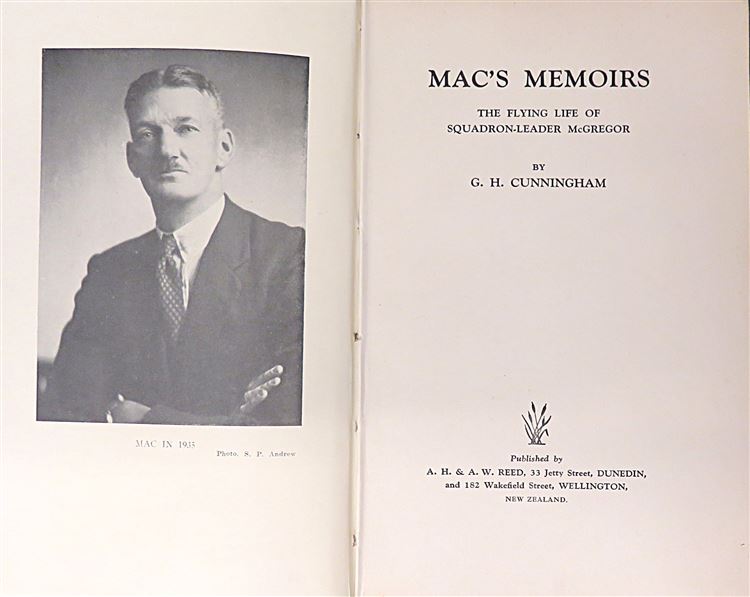 MAC IN 1935
Photo. S. P. Andrew
MAC'S MEMOIRS
THE FLYING LIFE OF
SQUADRON-LEADER McGREGOR
BY
G. H. CUNNINGHAM
Published by
A. H. & A. W. REED, 33 Jetty Street, DUNEDIN,
and 182 Wakefield Street, WELLINGTON,
NEW ZEALAND.